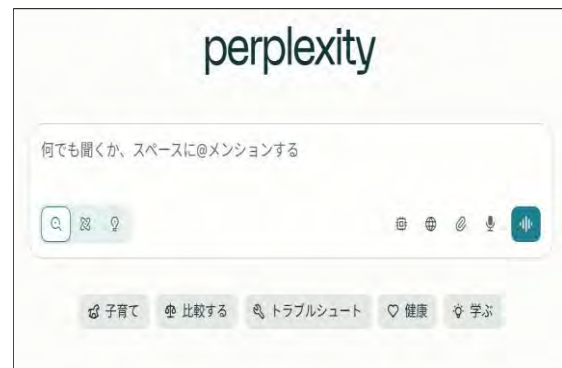 perplexity
何でも聞くか、スペースに@メンションする
子育て 比較する トラブルシュート 健康 学ぶ